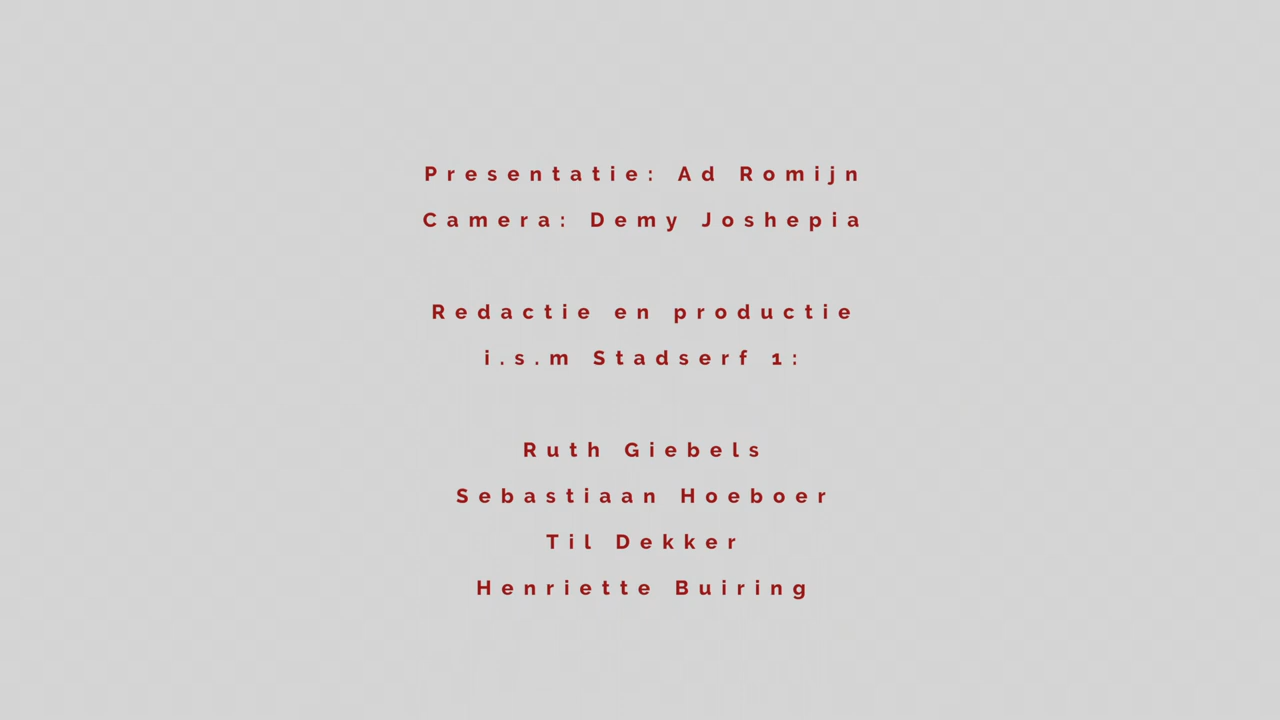 Presentatie: Ad Romijn
Camera: Demy Joshepia
Redactie en productie
i.s.m Stadserf 1:
Ruth Giebels
Sebastiaan Hoeboer
Til Dekker
Henriette Buiring